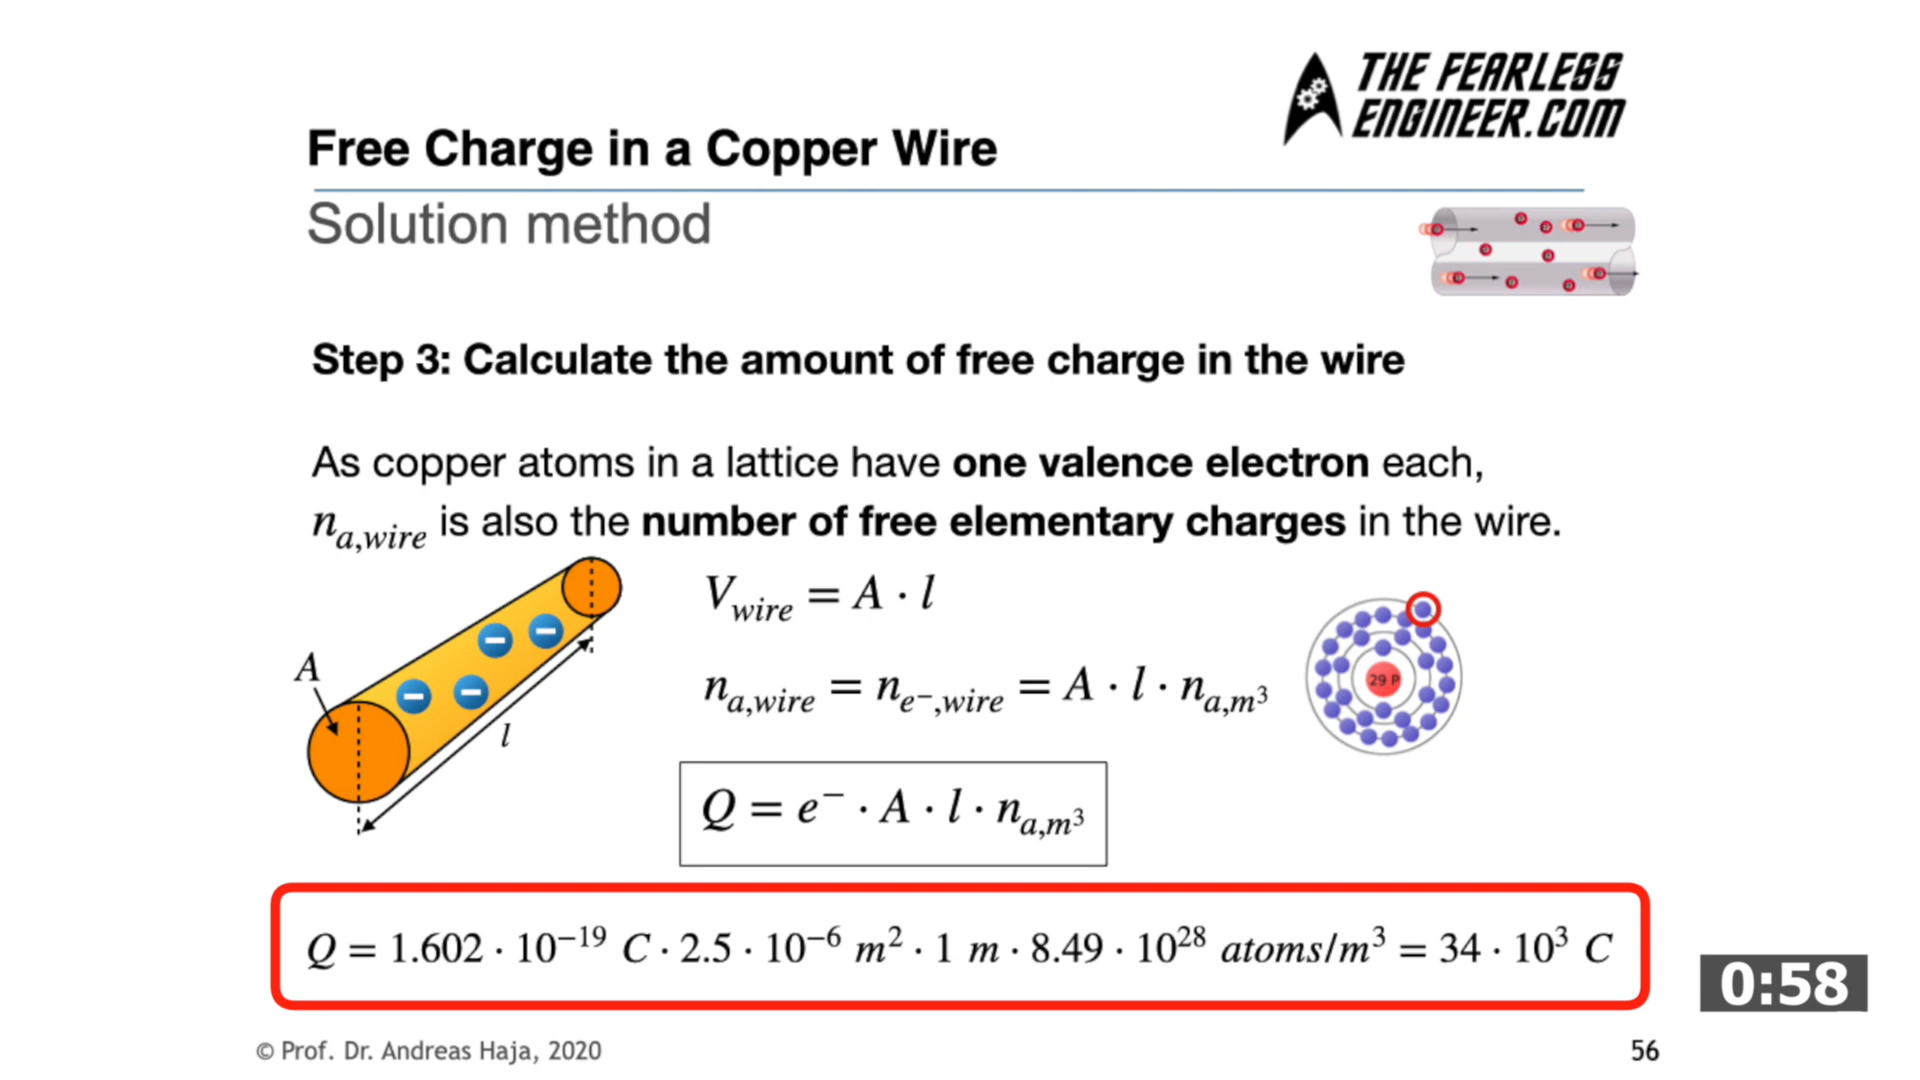 THE FEARLESS
ENGINEER.COM
Free Charge in a Copper Wire
Solution method
Step 3: Calculate the amount of free charge in the wire
As copper atoms in a lattice have one valence electron each,
n_{a,wire} is also the number of free elementary charges in the wire.
V_{wire} = A · l
A
n_{a,wire} = n_{e⁻,wire} = A · l · n_{a,m³}
29 P
l
Q = e⁻ · A · l · n_{a,m³}
Q = 1.602 · 10⁻¹⁹ C · 2.5 · 10⁻⁶ m² · 1 m · 8.49 · 10²⁸ atoms/m³ = 34 · 10³ C
0:58
© Prof. Dr. Andreas Haja, 2020
56